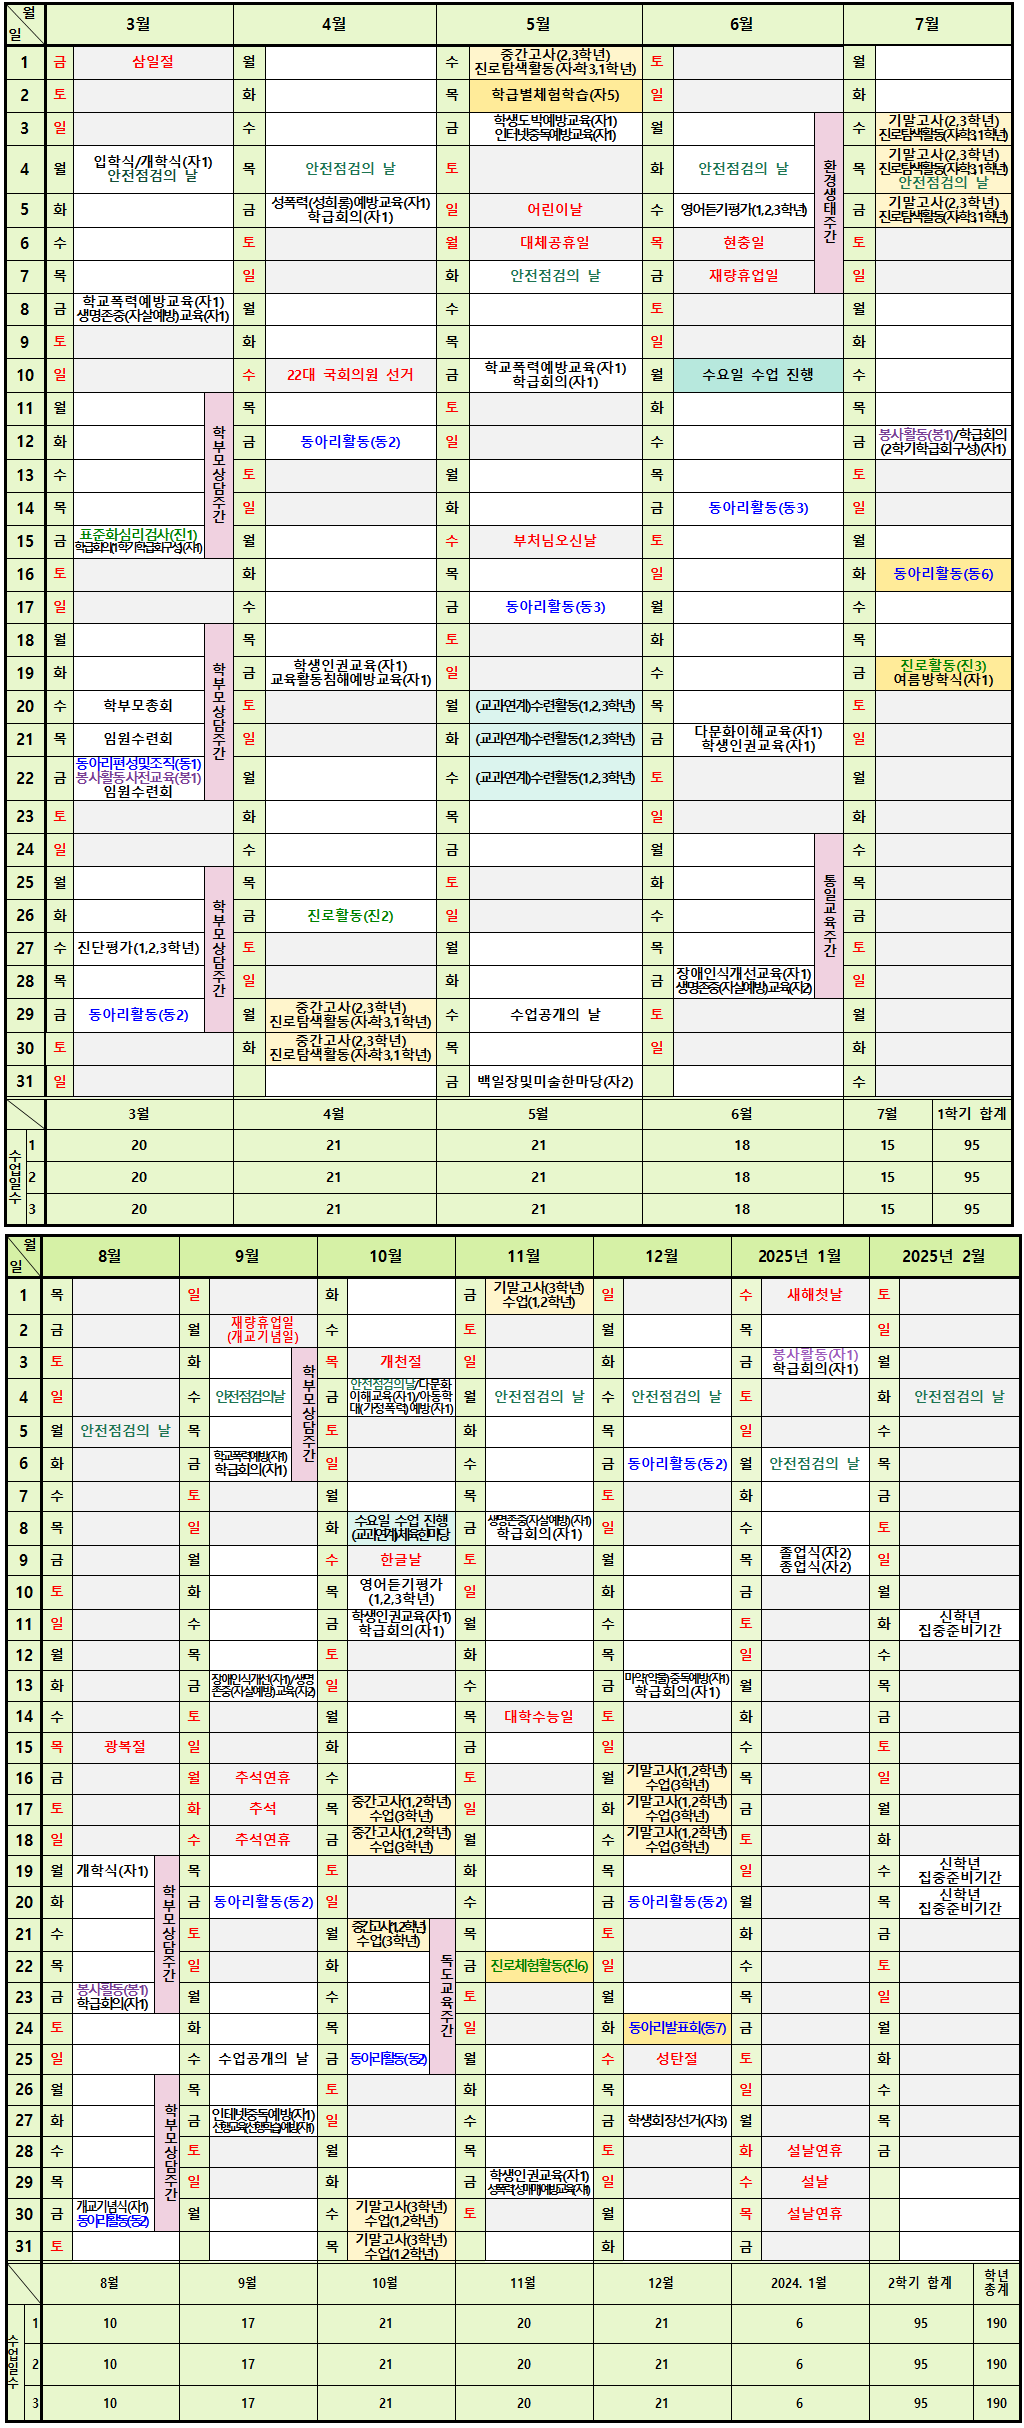 월 일 3월 4월 5월 6월 7월
1 금 삼일절 월 수 중간고사(2,3학년) 토 월
진로탐색활동(자·학3,1학년)
2 토 화 목 학급별체험학습(자5) 일 화
3 일 수 금 학생도박예방교육(자1) 월 수 기말고사(2,3학년)
인터넷중독예방교육(자1) 진로탐색활동(자·학3,1학년)
환경생태주간
4 월 입학식/개학식(자1) 목 안전점검의 날 토 화 안전점검의 날 목 기말고사(2,3학년)
안전점검의 날 진로탐색활동(자·학3,1학년)
안전점검의 날
5 화 금 성폭력(성희롱)예방교육(자1) 일 어린이날 수 영어듣기평가(1,2,3학년) 금 기말고사(2,3학년)
학급회의(자1) 진로탐색활동(자·학3,1학년)
6 수 토 월 대체공휴일 목 현충일 토
7 목 일 화 안전점검의 날 금 재량휴업일 일
8 금 학교폭력예방교육(자1) 월 수 토 월
생명존중(자살예방)교육(자1)
9 토 화 목 일 화
10 일 수 22대 국회의원 선거 금 학교폭력예방교육(자1) 월 수요일 수업 진행 수
학급회의(자1)
11 월 목 토 화 목
학부모상담주간
12 화 금 동아리활동(동2) 일 수 금 봉사활동(봉1)/학급회의
(2학기학급회구성)(자1)
13 수 토 월 목 토
14 목 일 화 금 동아리활동(동3) 일
15 금 표준화심리검사(진1) 월 수 부처님오신날 토 월
학급회의(1학기학급회구성)(자1)
16 토 화 목 일 화 동아리활동(동6)
17 일 수 금 동아리활동(동3) 월 수
18 월 목 토 화 목
학부모상담주간
19 화 금 학생인권교육(자1) 일 수 금 진로활동(진3)
교육활동침해예방교육(자1) 여름방학식(자1)
20 수 학부모총회 토 월 (교과연계)수련활동(1,2,3학년) 목 토
21 목 임원수련회 일 화 (교과연계)수련활동(1,2,3학년) 금 다문화이해교육(자1) 일
학생인권교육(자1)
22 금 동아리편성및조직(동1) 월 수 (교과연계)수련활동(1,2,3학년) 토 월
봉사활동사전교육(봉1)
임원수련회
23 토 화 목 일 화
24 일 수 금 월 수
통일교육주간
25 월 목 토 화 목
학부모상담주간
26 화 금 진로활동(진2) 일 수 금
27 수 진단평가(1,2,3학년) 토 월 목 토
28 목 일 화 금 장애인식개선교육(자1) 일
생명존중(자살예방)교육(자2)
29 금 동아리활동(동2) 월 중간고사(2,3학년) 수 수업공개의 날 토 월
진로탐색활동(자·학3,1학년)
30 토 화 중간고사(2,3학년) 목 일 화
진로탐색활동(자·학3,1학년)
31 일 금 백일장및미술한마당(자2) 수
3월 4월 5월 6월 7월 1학기 합계
수업일수
1 20 21 21 18 15 95
2 20 21 21 18 15 95
3 20 21 21 18 15 95
월 일 8월 9월 10월 11월 12월 2025년 1월 2025년 2월
1 목 일 화 금 기말고사(3학년) 일 수 새해첫날 토
수업(1,2학년)
2 금 월 재량휴업일 수 토 월 목 일
(개교기념일)
3 토 화 목 개천절 일 화 금 봉사활동(자1) 월
학급회의(자1)
학부모상담주간
4 일 수 안전점검의날 금 안전점검의날/다문화 월 안전점검의 날 수 안전점검의 날 토 화 안전점검의 날
이해교육(자1)/아동학
대(가정폭력)예방(자1)
5 월 안전점검의 날 목 토 화 목 일 수
6 화 금 학교폭력예방(자1) 일 수 금 동아리활동(동2) 월 안전점검의 날 목
학급회의(자1)
7 수 토 월 목 토 화 금
8 목 일 화 수요일 수업 진행 금 생명존중(자살예방)(자1) 일 수 토
(교과연계)체육한마당 학급회의(자1)
9 금 월 수 한글날 토 월 목 졸업식(자2) 일
종업식(자2)
10 토 화 목 영어듣기평가 일 화 금 월
(1,2,3학년)
11 일 수 금 학생인권교육(자1) 월 수 토 화 신학년
학급회의(자1) 집중준비기간
12 월 목 토 화 목 일 수
13 화 금 장애인식개선(자1)/생명 일 수 금 마약(약물)중독예방(자1) 월 목
존중(자살예방)교육(자2) 학급회의(자1)
14 수 토 월 목 대학수능일 토 화 금
15 목 광복절 일 화 금 일 수 토
16 금 월 추석연휴 수 토 월 기말고사(1,2학년) 목 일
수업(3학년)
17 토 화 추석 목 중간고사(1,2학년) 일 화 기말고사(1,2학년) 금 월
수업(3학년) 수업(3학년)
18 일 수 추석연휴 금 중간고사(1,2학년) 월 수 기말고사(1,2학년) 토 화
수업(3학년) 수업(3학년)
19 월 개학식(자1) 목 토 화 목 일 수 신학년
집중준비기간
학부모상담주간
20 화 금 동아리활동(동2) 일 수 금 동아리활동(동2) 월 목 신학년
집중준비기간
21 수 토 월 중간고사(1,2학년) 목 토 화 금
수업(3학년)
독도교육주간
22 목 일 화 금 진로체험활동(진6) 일 수 토
23 금 봉사활동(봉1) 월 수 토 월 목 일
학급회의(자1)
24 토 화 목 일 화 동아리발표회(동7) 금 월
25 일 수 수업공개의 날 금 동아리활동(동2) 월 수 성탄절 토 화
26 월 목 토 화 목 일 수
학부모상담주간
27 화 금 인터넷중독예방(자1) 일 수 금 학생회장선거(자3) 월 목
선행교육(선행학습)예방(자1)
28 수 토 월 목 토 화 설날연휴 금
29 목 일 화 금 학생인권교육(자1) 일 수 설날
성폭력(성매매)예방교육(자1)
30 금 개교기념식(자1) 월 수 기말고사(3학년) 토 월 목 설날연휴
동아리활동(동2) 수업(1,2학년)
31 토 목 기말고사(3학년) 화 금
수업(1,2학년)
8월 9월 10월 11월 12월 2024. 1월 2학기 합계 학년
총계
수업일수
1 10 17 21 20 21 6 95 190
2 10 17 21 20 21 6 95 190
3 10 17 21 20 21 6 95 190